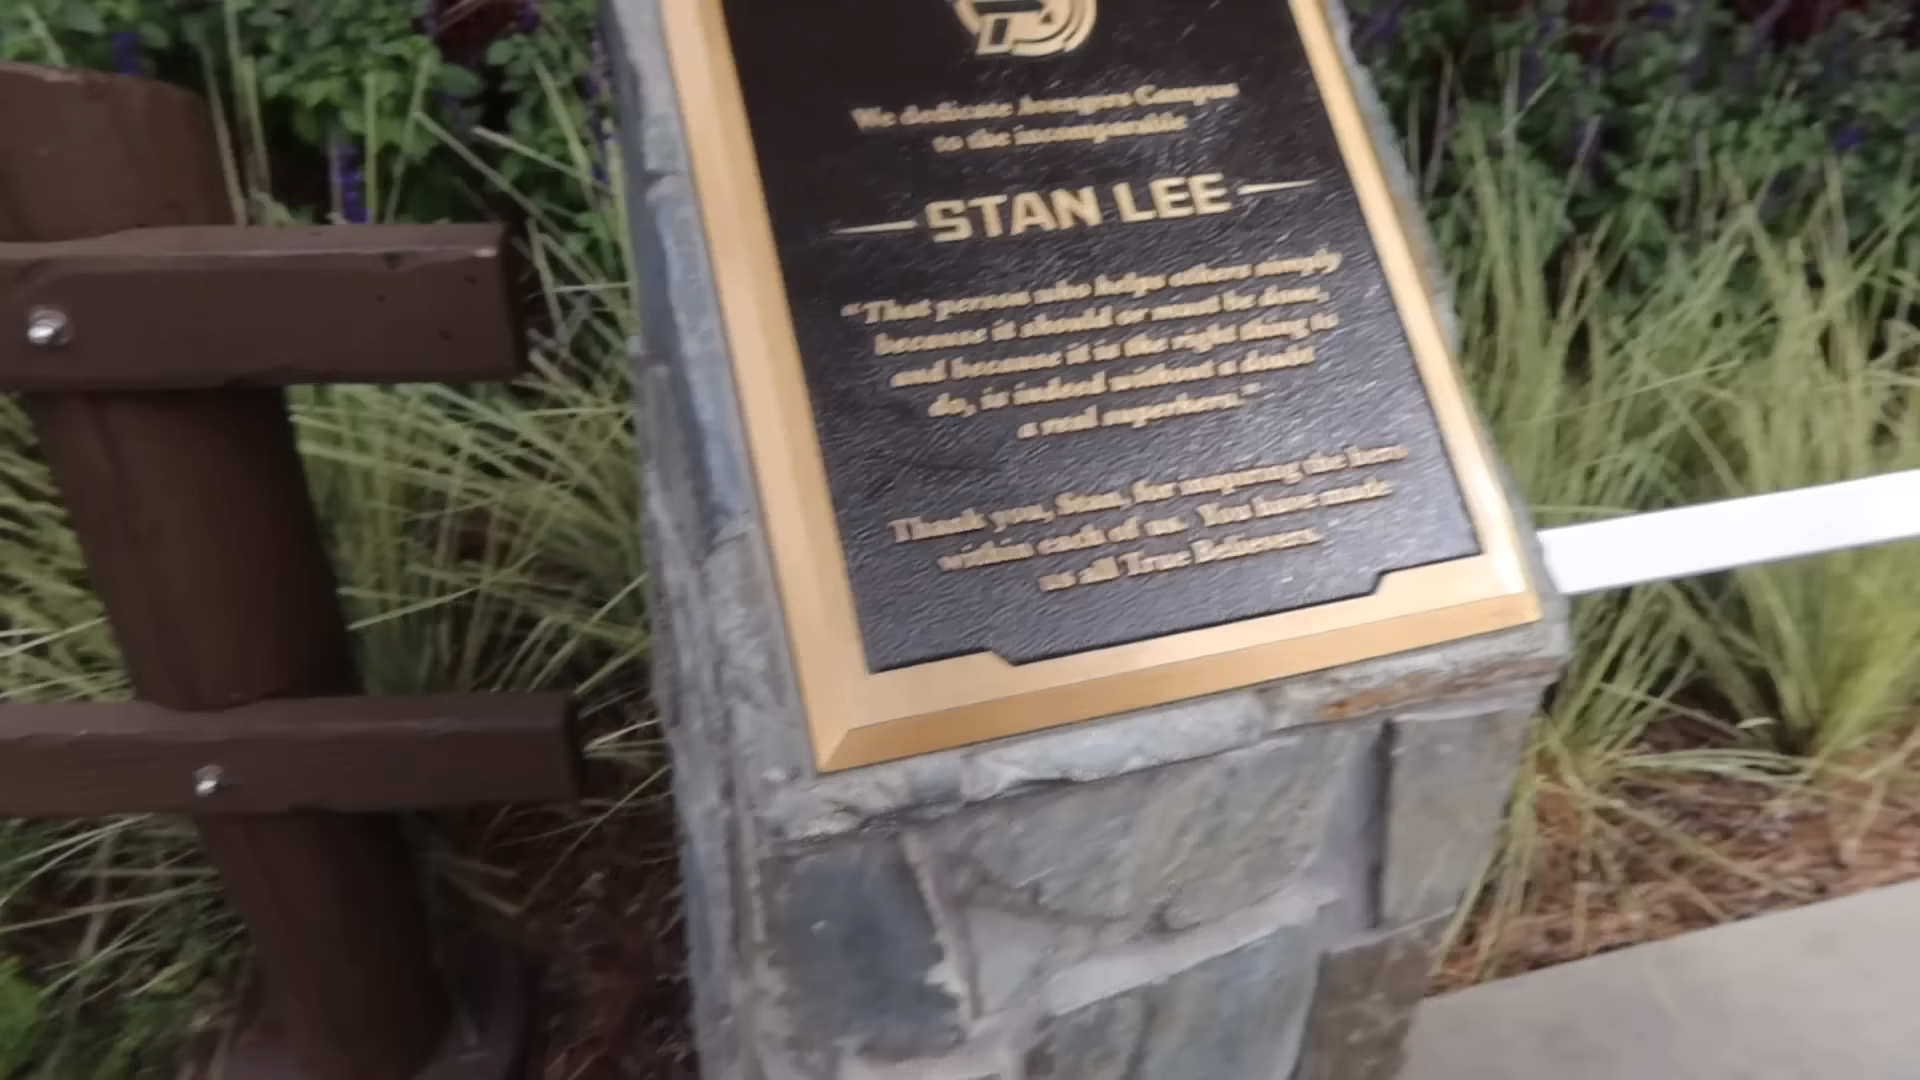 We dedicate Avengers Campus
to the incomparable
STAN LEE
“That person who helps others simply
because it should or must be done,
and because it is the right thing to
do, is indeed without a doubt
a real superhero.”
Thank you, Stan, for inspiring the hero
within each of us. You have made
us all True Believers.